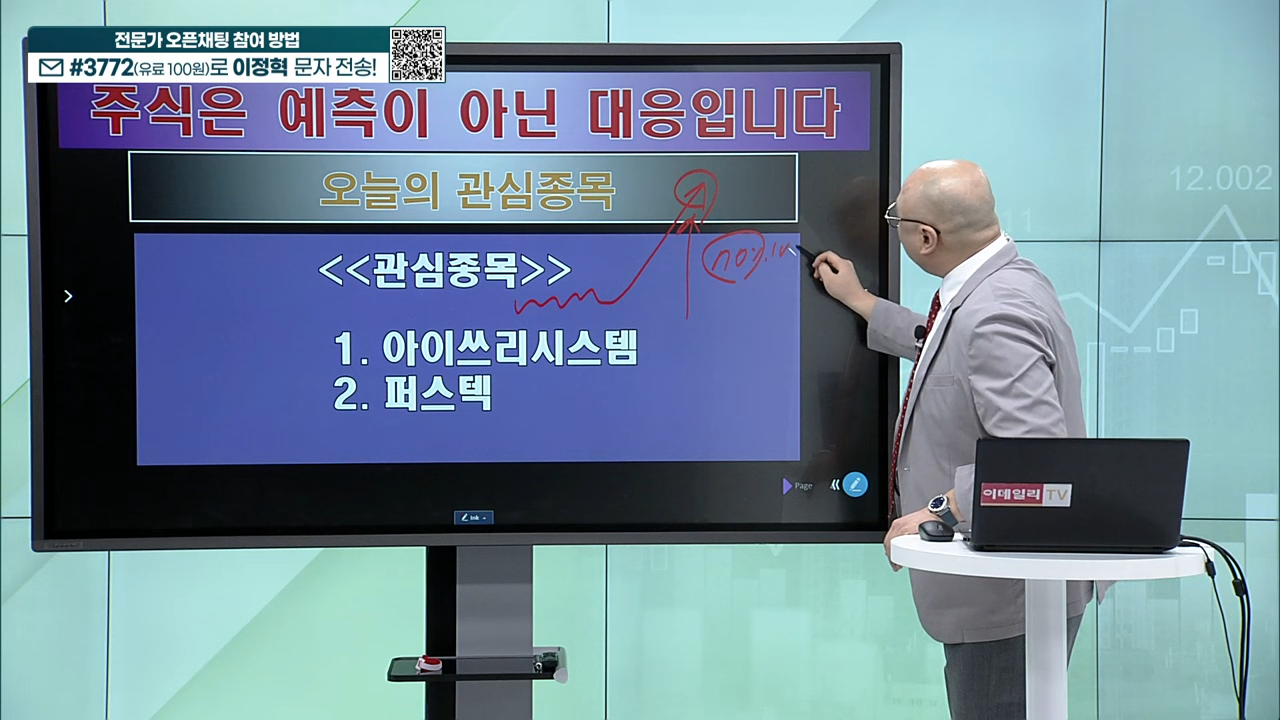 전문가 오픈채팅 참여 방법
#3772(유료 100원)로 이정혁 문자 전송!
주식은 예측이 아닌 대응입니다
오늘의 관심종목
<<관심종목>>
1. 아이쓰리시스템
2. 퍼스텍
Page
Ink
12.002
이데일리 TV